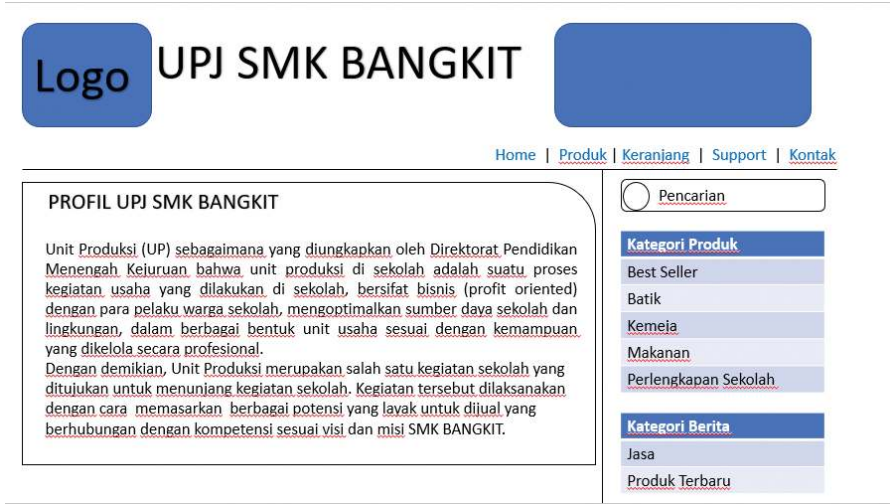 Logo
UPJ SMK BANGKIT
Home | Produk | Keranjang | Support | Kontak
PROFIL UPJ SMK BANGKIT
Unit Produksi (UP) sebagaimana yang diungkapkan oleh Direktorat Pendidikan
Menengah Kejuruan bahwa unit produksi di sekolah adalah suatu proses
kegiatan usaha yang dilakukan di sekolah, bersifat bisnis (profit oriented)
dengan para pelaku warga sekolah, mengoptimalkan sumber daya sekolah dan
lingkungan, dalam berbagai bentuk unit usaha sesuai dengan kemampuan
yang dikelola secara profesional.
Dengan demikian, Unit Produksi merupakan salah satu kegiatan sekolah yang
ditujukan untuk menunjang kegiatan sekolah. Kegiatan tersebut dilaksanakan
dengan cara memasarkan berbagai potensi yang layak untuk dijual yang
berhubungan dengan kompetensi sesuai visi dan misi SMK BANGKIT.
Pencarian
Kategori Produk
Best Seller
Batik
Kemeja
Makanan
Perlengkapan Sekolah
Kategori Berita
Jasa
Produk Terbaru